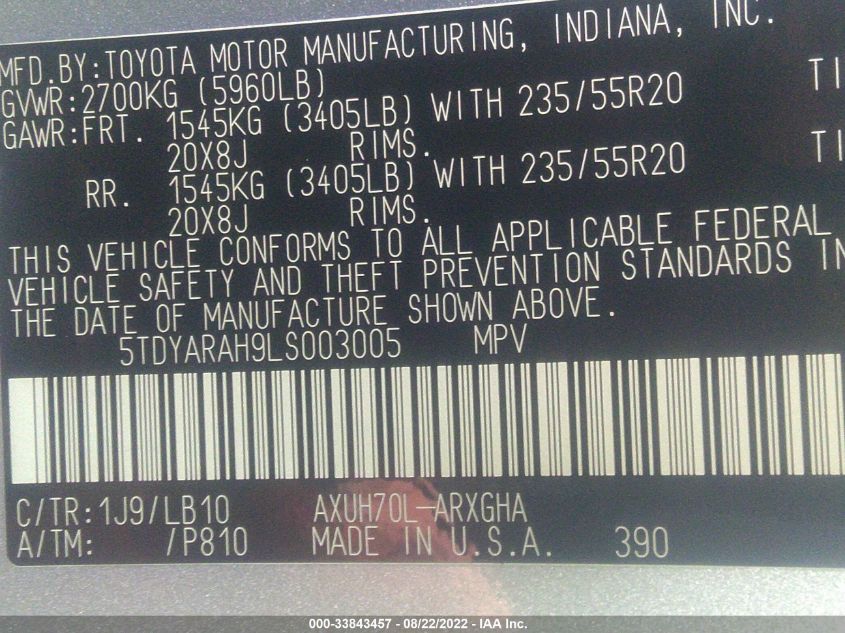 MFD.BY:TOYOTA MOTOR MANUFACTURING, INDIANA, INC.
GVWR:2700KG (5960LB)
GAWR:FRT. 1545KG (3405LB) WITH 235/55R20 TI
20X8J RIMS.
RR. 1545KG (3405LB) WITH 235/55R20 TI
20X8J RIMS.
THIS VEHICLE CONFORMS TO ALL APPLICABLE FEDERAL
VEHICLE SAFETY AND THEFT PREVENTION STANDARDS IN
THE DATE OF MANUFACTURE SHOWN ABOVE.
5TDYARAH9LS003005 MPV
C/TR:1J9/LB10 AXUH70L-ARXGHA
A/TM: /P810 MADE IN U.S.A. 390
000-33843457 - 08/22/2022 - IAA Inc.